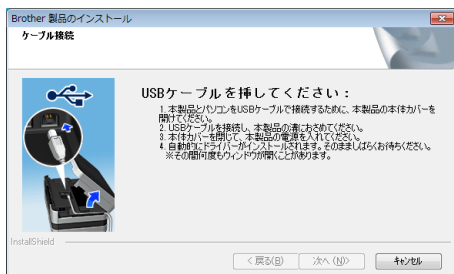 Brother 製品のインストール
ケーブル接続
USBケーブルを挿してください：
1. 本製品とパソコンをUSBケーブルで接続するために、本製品の本体カバーを
開けてください。
2. USBケーブルを接続し、本製品の溝におさめてください。
3. 本体カバーを閉じて、本製品の電源を入れてください。
4. 自動的にドライバーがインストールされます。そのままましばらくお待ちください。
※その間何度もウィンドウが開くことがあります。
InstallShield
< 戻る(B)
次へ (N)>
キャンセル